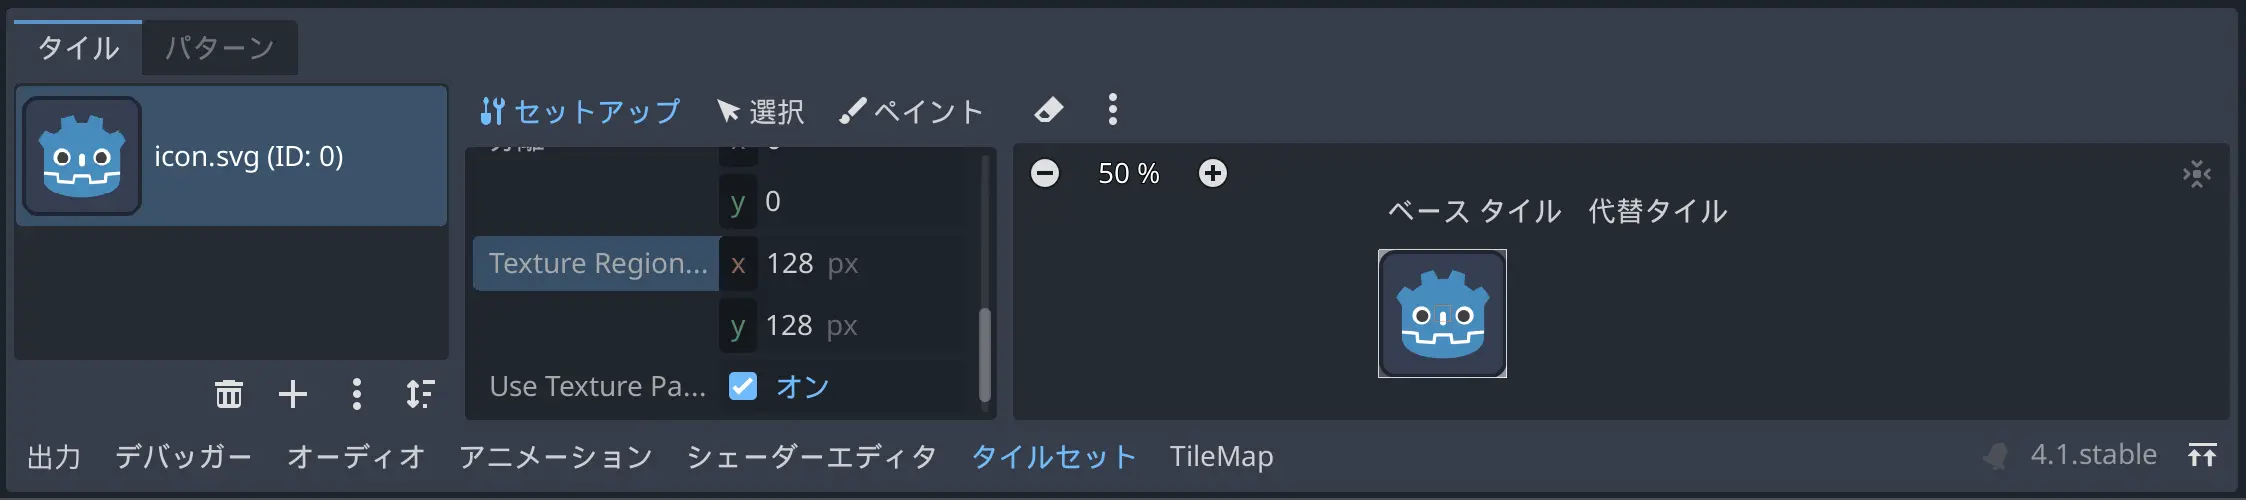 タイル パターン
icon.svg (ID: 0)
セットアップ 選択 ペイント
y 0
Texture Region... x 128 px
y 128 px
Use Texture Pa... オン
50 %
ベース タイル 代替タイル
出力 デバッガー オーディオ アニメーション シェーダーエディタ タイルセット TileMap 4.1.stable